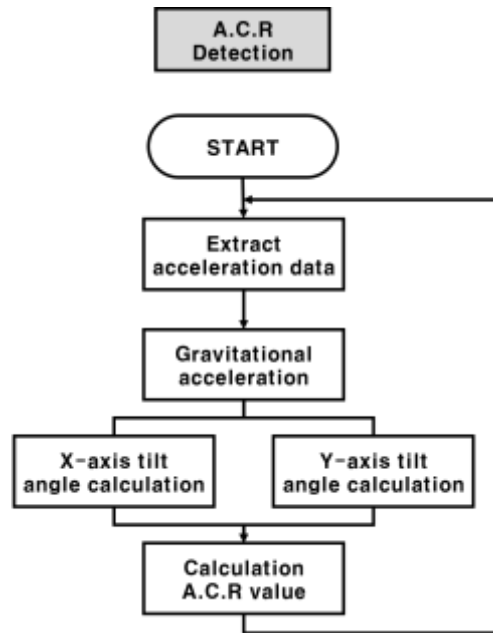 A.C.R
Detection
START
Extract
acceleration data
Gravitational
acceleration
X-axis tilt
angle calculation
Y-axis tilt
angle calculation
Calculation
A.C.R value